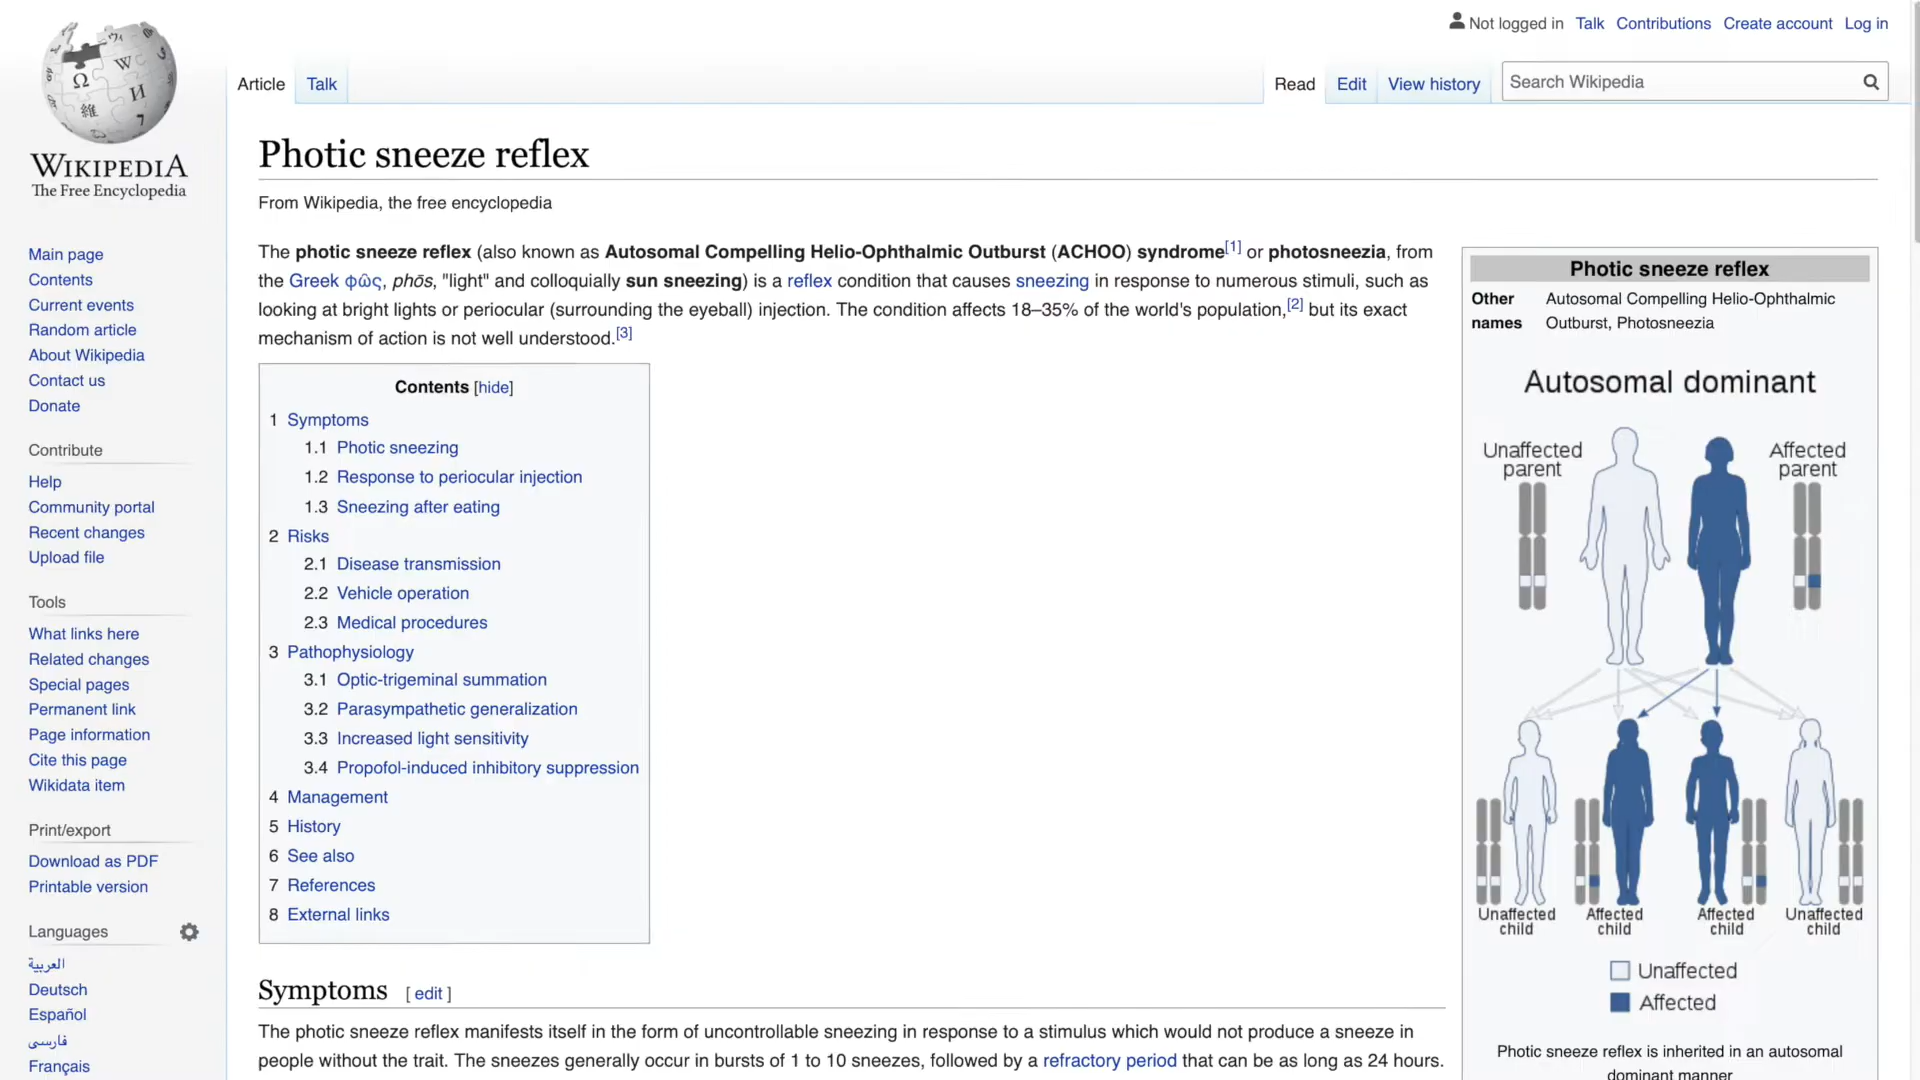 Not logged in Talk Contributions Create account Log in
Article Talk Read Edit View history Search Wikipedia
WIKIPEDIA
The Free Encyclopedia
Main page
Contents
Current events
Random article
About Wikipedia
Contact us
Donate
Contribute
Help
Community portal
Recent changes
Upload file
Tools
What links here
Related changes
Special pages
Permanent link
Page information
Cite this page
Wikidata item
Print/export
Download as PDF
Printable version
Languages
العربية
Deutsch
Español
فارسی
Français
Photic sneeze reflex
From Wikipedia, the free encyclopedia
The photic sneeze reflex (also known as Autosomal Compelling Helio-Ophthalmic Outburst (ACHOO) syndrome[1] or photosneezia, from
the Greek φῶς, phōs, "light" and colloquially sun sneezing) is a reflex condition that causes sneezing in response to numerous stimuli, such as
looking at bright lights or periocular (surrounding the eyeball) injection. The condition affects 18–35% of the world's population,[2] but its exact
mechanism of action is not well understood.[3]
Contents [hide]
1 Symptoms
1.1 Photic sneezing
1.2 Response to periocular injection
1.3 Sneezing after eating
2 Risks
2.1 Disease transmission
2.2 Vehicle operation
2.3 Medical procedures
3 Pathophysiology
3.1 Optic-trigeminal summation
3.2 Parasympathetic generalization
3.3 Increased light sensitivity
3.4 Propofol-induced inhibitory suppression
4 Management
5 History
6 See also
7 References
8 External links
Symptoms [ edit ]
The photic sneeze reflex manifests itself in the form of uncontrollable sneezing in response to a stimulus which would not produce a sneeze in
people without the trait. The sneezes generally occur in bursts of 1 to 10 sneezes, followed by a refractory period that can be as long as 24 hours.
Photic sneeze reflex
Other names
Autosomal Compelling Helio-Ophthalmic
Outburst, Photosneezia
Autosomal dominant
Unaffected parent
Affected parent
Unaffected child
Affected child
Affected child
Unaffected child
Unaffected
Affected
Photic sneeze reflex is inherited in an autosomal
dominant manner